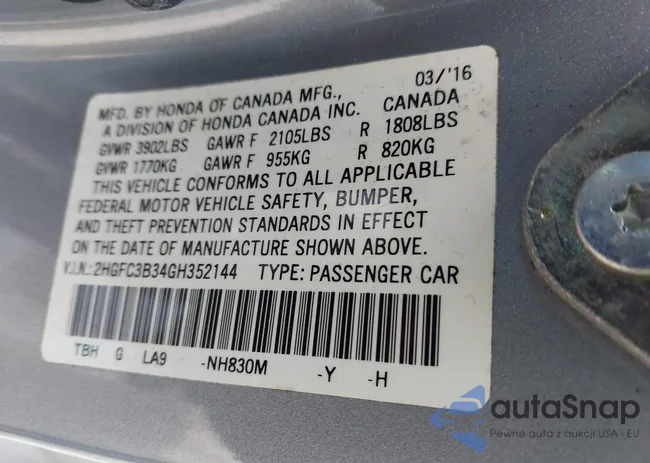 03/'16
MFD. BY HONDA OF CANADA MFG., CANADA
A DIVISION OF HONDA CANADA INC.
GVWR 3902LBS GAWR F 2105LBS R 1808LBS
GVWR 1770KG GAWR F 955KG R 820KG
THIS VEHICLE CONFORMS TO ALL APPLICABLE
FEDERAL MOTOR VEHICLE SAFETY, BUMPER,
AND THEFT PREVENTION STANDARDS IN EFFECT
ON THE DATE OF MANUFACTURE SHOWN ABOVE.
V.I.N.: 2HGFC3B34GH352144 TYPE: PASSENGER CAR
TBH G LA9 -NH830M -Y -H
autaSnap
Pewne auta z aukcji USA i EU